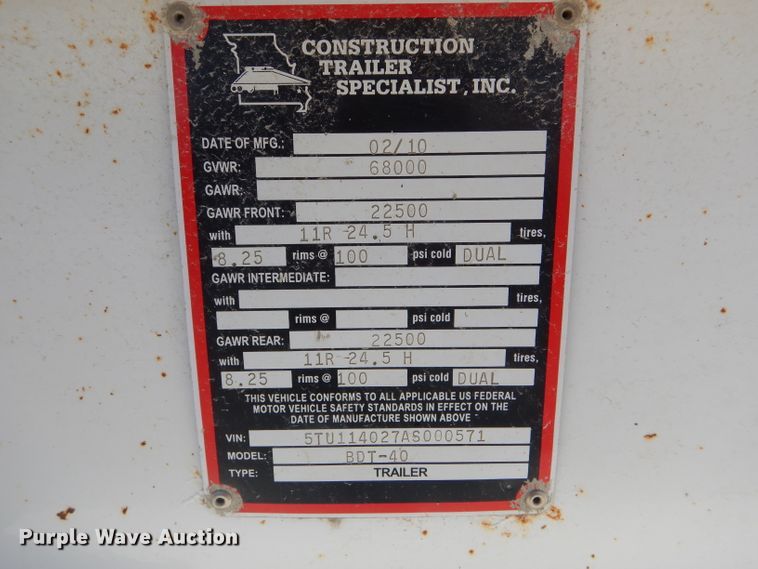 CONSTRUCTION
TRAILER
SPECIALIST, INC.
DATE OF MFG.: 02/10
GVWR: 68000
GAWR:
GAWR FRONT: 22500
with 11R-24.5 H tires,
8.25 rims @ 100 psi cold DUAL
GAWR INTERMEDIATE:
with tires,
rims @ psi cold
GAWR REAR: 22500
with 11R-24.5 H tires,
8.25 rims @ 100 psi cold DUAL
THIS VEHICLE CONFORMS TO ALL APPLICABLE US FEDERAL
MOTOR VEHICLE SAFETY STANDARDS IN EFFECT ON THE
DATE OF MANUFACTURE SHOWN ABOVE "
VIN: 5TU114027AS000571
MODEL: BDT-40
TYPE: TRAILER
Purple Wave Auction